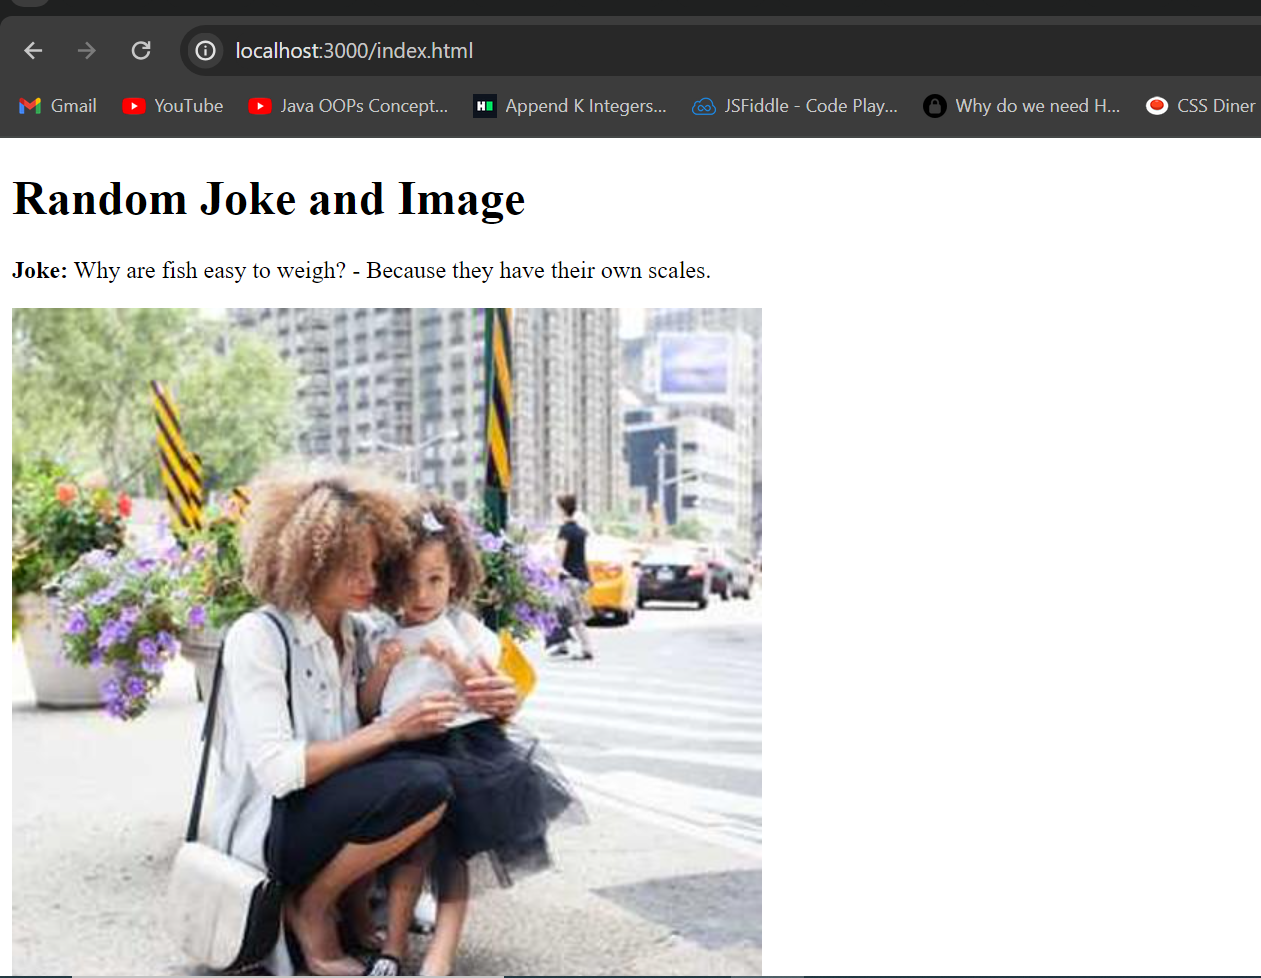 localhost:3000/index.html
Gmail YouTube Java OOPs Concept... H Append K Integers... JSFiddle - Code Play... Why do we need H... CSS Diner
Random Joke and Image
Joke: Why are fish easy to weigh? - Because they have their own scales.